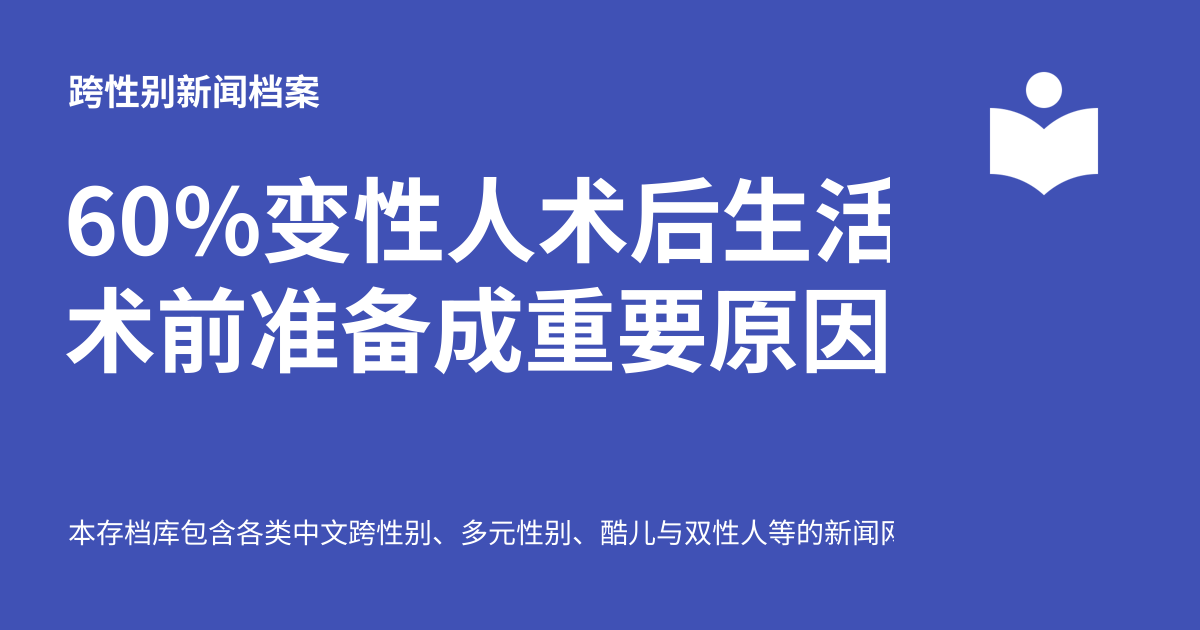 跨性别新闻档案
60%变性人术后生活
术前准备成重要原因
本存档库包含各类中文跨性别、多元性别、酷儿与双性人等的新闻网